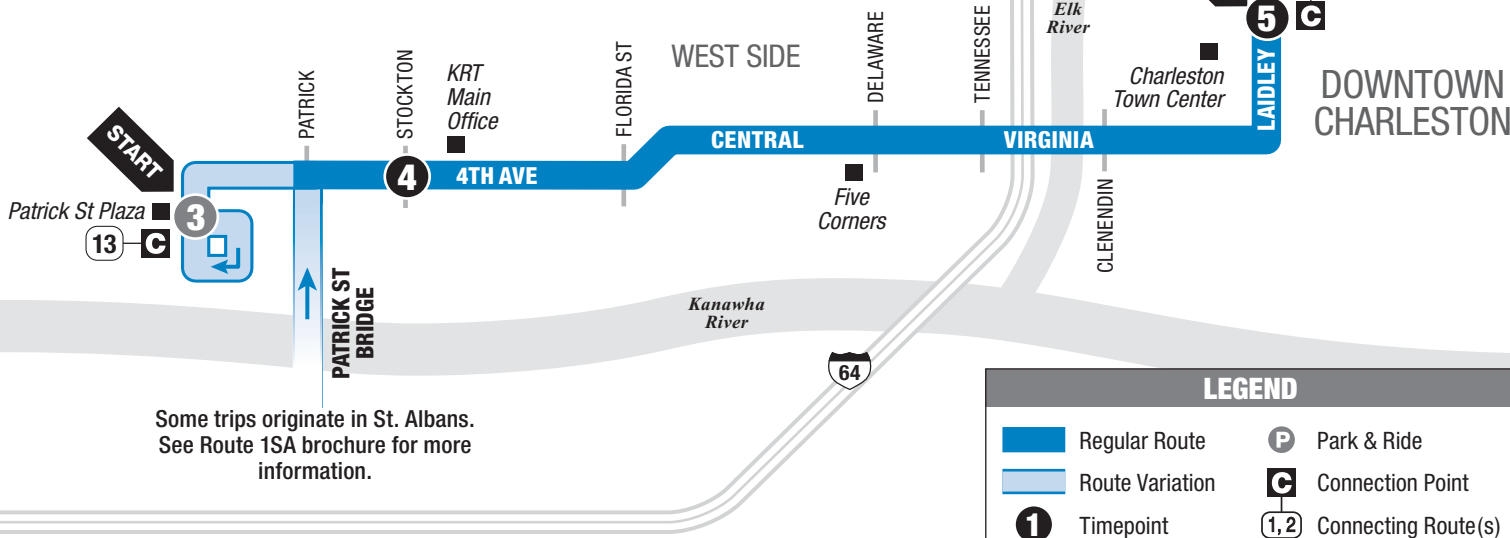 Elk
River
5
C
WEST SIDE
DELAWARE
TENNESSEE
LAIDLEY
DOWNTOWN
CHARLESTON
Charleston
Town Center
KRT
Main
Office
PATRICK
STOCKTON
FLORIDA ST
START
CENTRAL
VIRGINIA
4
4TH AVE
Five
Corners
CLENENDIN
Patrick St Plaza
3
13
C
PATRICK ST
BRIDGE
Kanawha
River
64
Some trips originate in St. Albans.
See Route 1SA brochure for more
information.
LEGEND
Regular Route
P Park & Ride
Route Variation
C Connection Point
1 Timepoint
1, 2 Connecting Route(s)